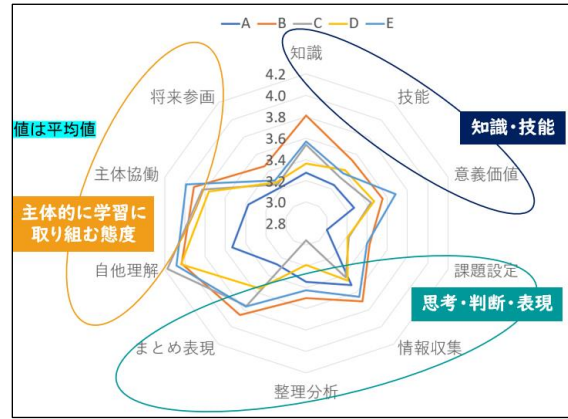 A B C D E
知識
技能
意義価値
課題設定
情報収集
整理分析
まとめ表現
自他理解
主体協働
将来参画
4.2
4.0
3.8
3.6
3.4
3.2
3.0
2.8
値は平均値
知識・技能
主体的に学習に
取り組む態度
思考・判断・表現